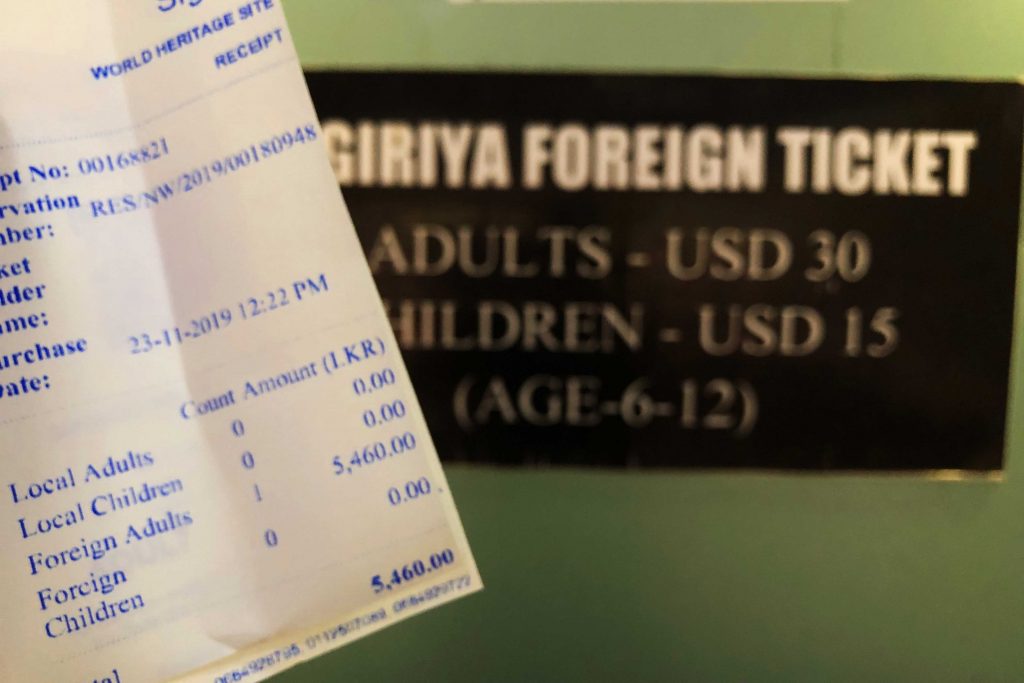 WORLD HERITAGE SITE
RECEIPT
pt No: 00168821
rvation RES/NW/2019/00180948
ber:
ket
lder
me:
urchase 23-11-2019 12:22 PM
ate:
Count Amount (LKR)
Local Adults 0 0.00
Local Children 0 0.00
Foreign Adults 1 5,460.00
Foreign 0 0.00
Children
5,460.00
GIRIYA FOREIGN TICKET
ADULTS - USD 30
HILDREN - USD 15
(AGE-6-12)